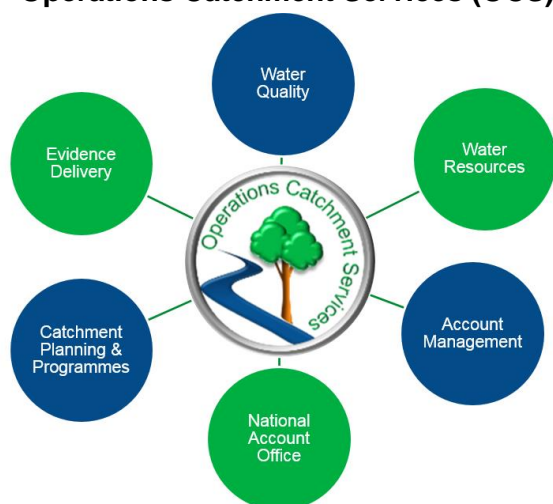 Operations Catchment Services (OCS)
Water
Quality
Water
Resources
Account
Management
National
Account
Office
Catchment
Planning &
Programmes
Evidence
Delivery
Operations Catchment Services